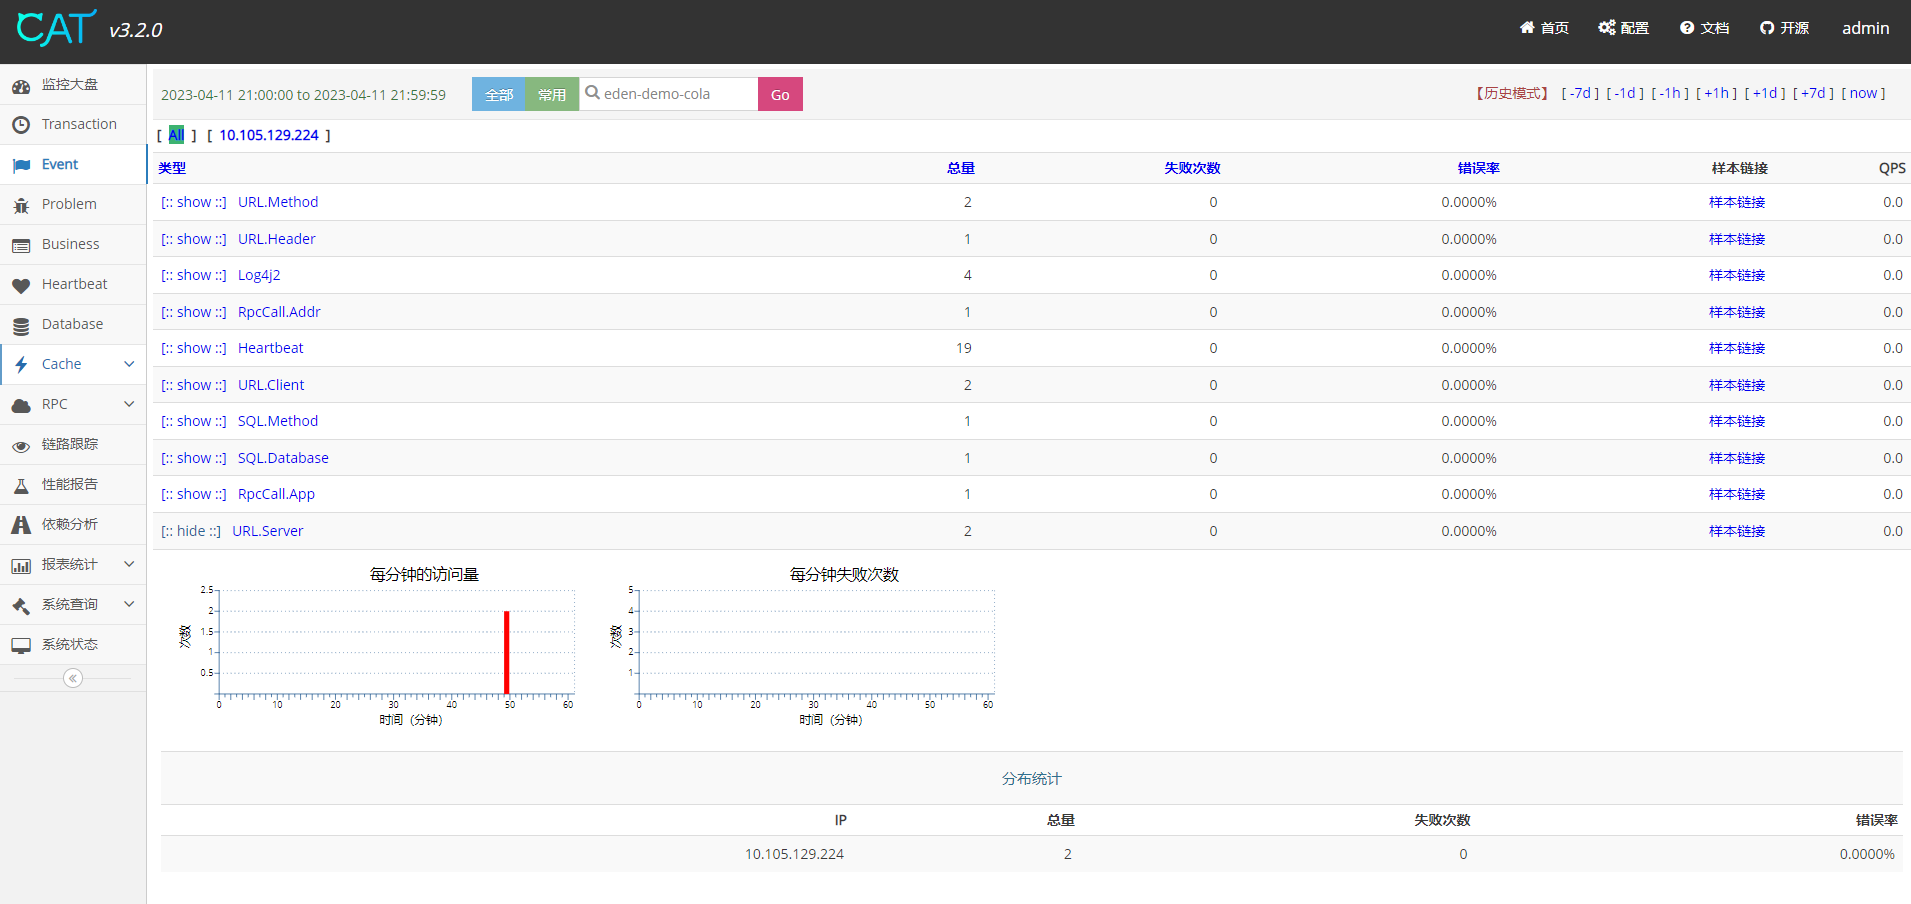 CAT v3.2.0 首页 配置 文档 开源 admin
监控大盘
Transaction
Event
Problem
Business
Heartbeat
Database
Cache
RPC
链路跟踪
性能报告
依赖分析
报表统计
系统查询
系统状态
2023-04-11 21:00:00 to 2023-04-11 21:59:59 全部 常用 eden-demo-cola Go 【历史模式】 [ -7d ] [ -1d ] [ -1h ] [ +1h ] [ +1d ] [ +7d ] [ now ]
[ All ] [ 10.105.129.224 ]
类型 总量 失败次数 错误率 样本链接 QPS
[:: show ::] URL.Method 2 0 0.0000% 样本链接 0.0
[:: show ::] URL.Header 1 0 0.0000% 样本链接 0.0
[:: show ::] Log4j2 4 0 0.0000% 样本链接 0.0
[:: show ::] RpcCall.Addr 1 0 0.0000% 样本链接 0.0
[:: show ::] Heartbeat 19 0 0.0000% 样本链接 0.0
[:: show ::] URL.Client 2 0 0.0000% 样本链接 0.0
[:: show ::] SQL.Method 1 0 0.0000% 样本链接 0.0
[:: show ::] SQL.Database 1 0 0.0000% 样本链接 0.0
[:: show ::] RpcCall.App 1 0 0.0000% 样本链接 0.0
[:: hide ::] URL.Server 2 0 0.0000% 样本链接 0.0
每分钟的访问量
次数
2.5
2
1.5
1
0.5
0 10 20 30 40 50 60
时间（分钟）
每分钟失败次数
次数
5
4
3
2
1
0 10 20 30 40 50 60
时间（分钟）
分布统计
IP 总量 失败次数 错误率
10.105.129.224 2 0 0.0000%